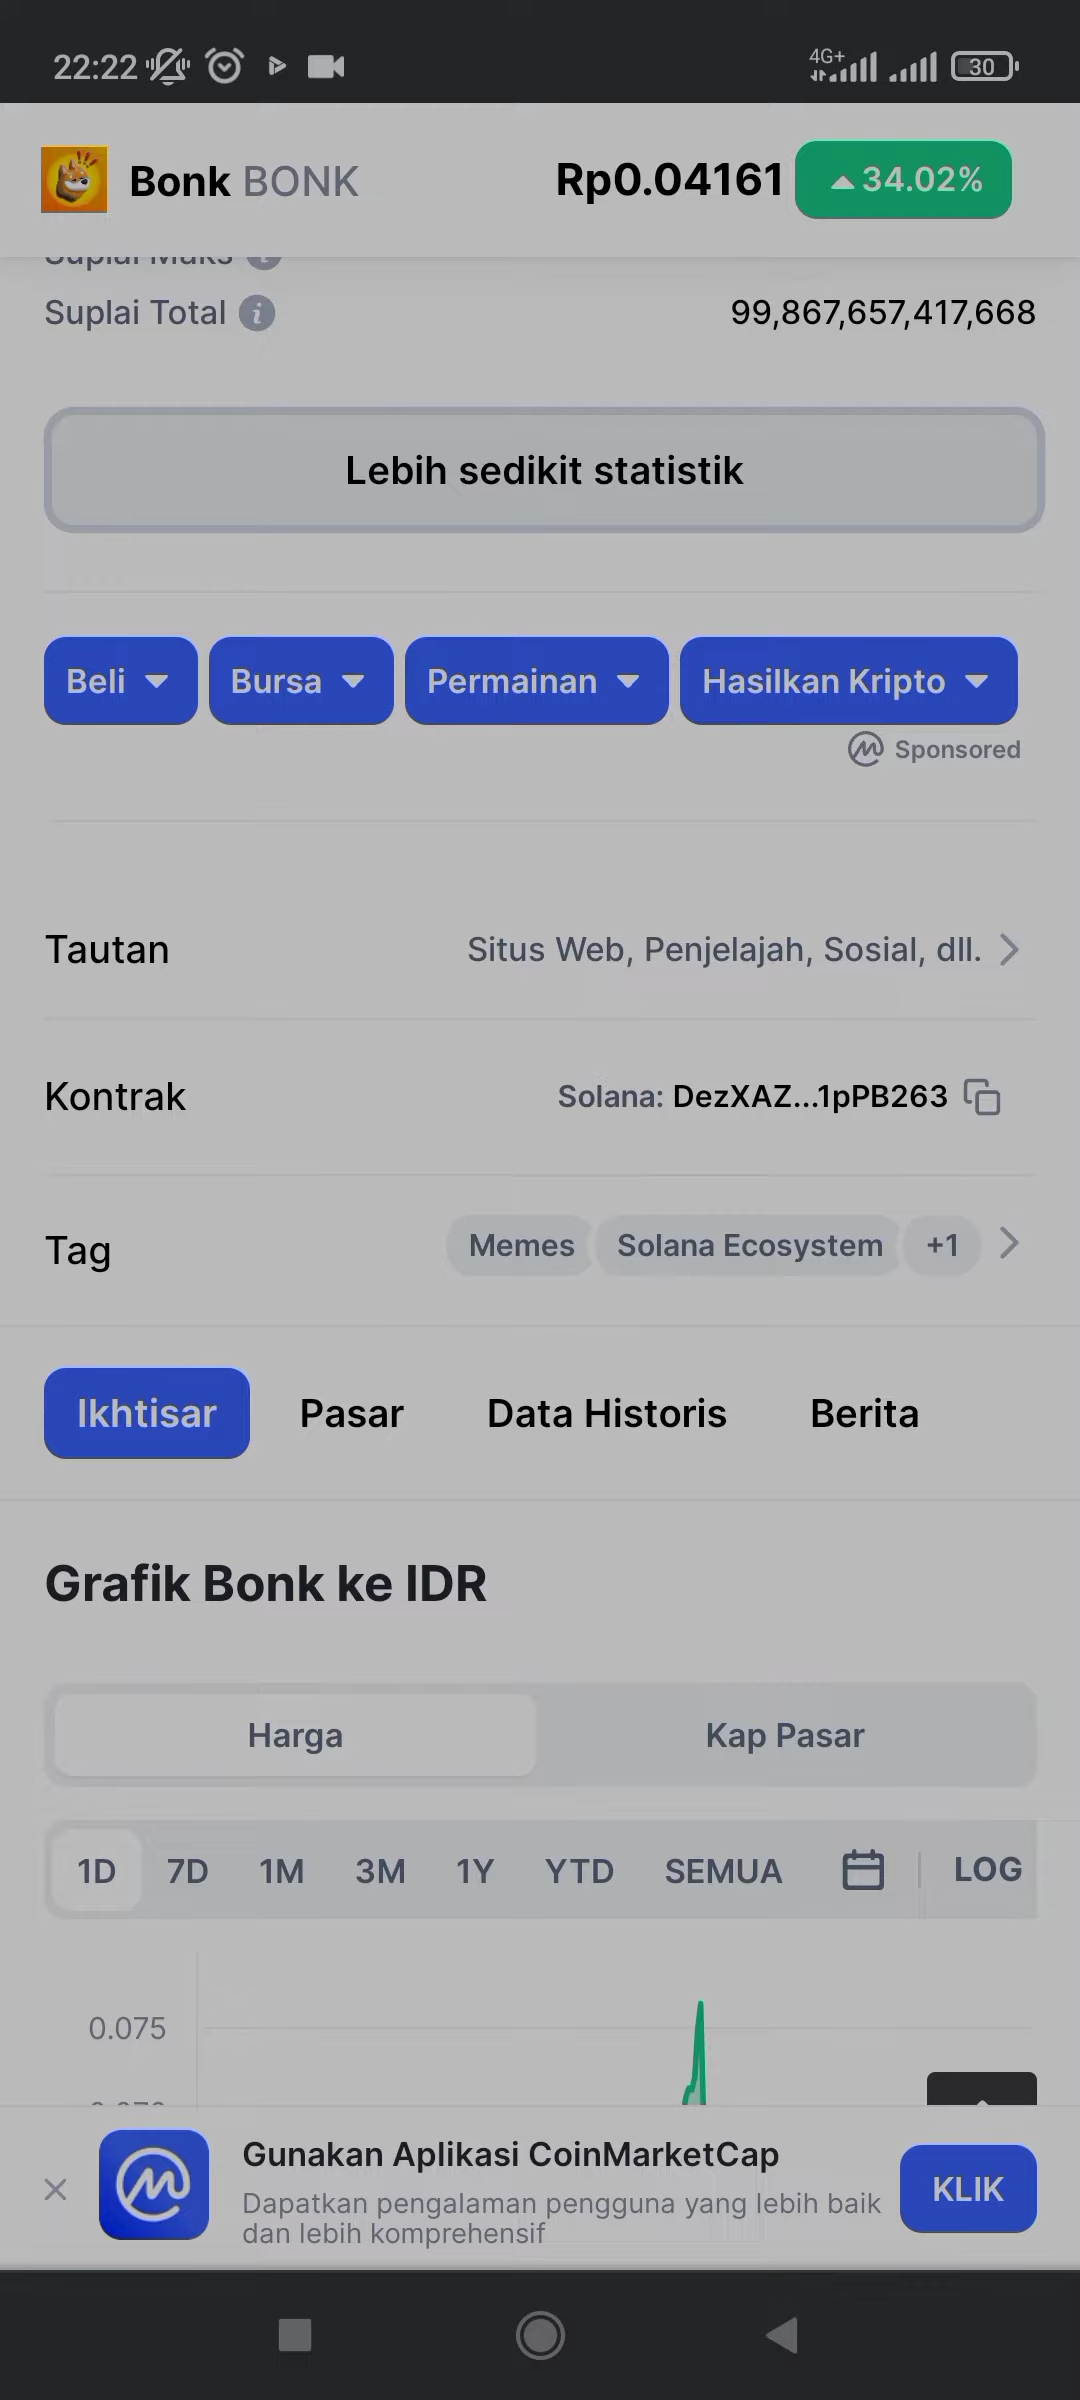 22:22 4G+ 30
Bonk BONK Rp0.04161 34.02%
Suplai Maks
Suplai Total 99,867,657,417,668
Lebih sedikit statistik
Beli Bursa Permainan Hasilkan Kripto
Sponsored
Tautan Situs Web, Penjelajah, Sosial, dll.
Kontrak Solana: DezXAZ...1pPB263
Tag Memes Solana Ecosystem +1
Ikhtisar Pasar Data Historis Berita
Grafik Bonk ke IDR
Harga Kap Pasar
1D 7D 1M 3M 1Y YTD SEMUA LOG
0.075
Gunakan Aplikasi CoinMarketCap
Dapatkan pengalaman pengguna yang lebih baik
dan lebih komprehensif
KLIK